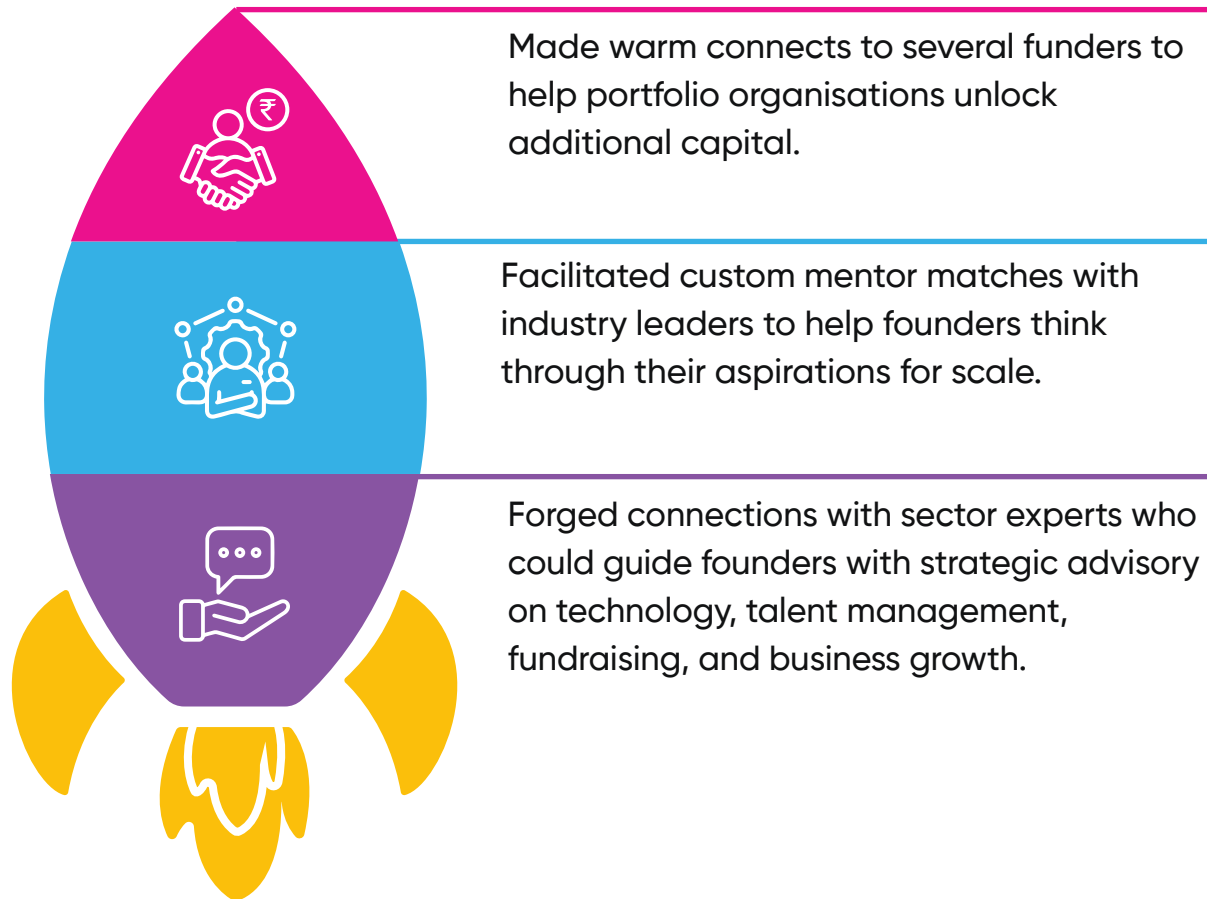 ₹
Made warm connects to several funders to
help portfolio organisations unlock
additional capital.
Facilitated custom mentor matches with
industry leaders to help founders think
through their aspirations for scale.
Forged connections with sector experts who
could guide founders with strategic advisory
on technology, talent management,
fundraising, and business growth.